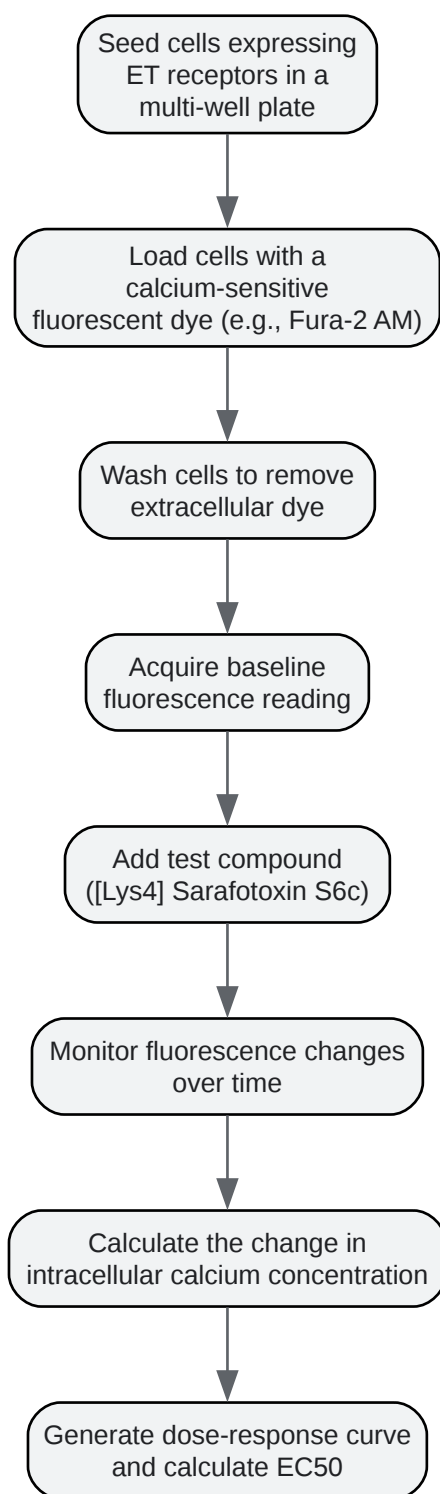 Seed cells expressing
ET receptors in a
multi-well plate
Load cells with a
calcium-sensitive
fluorescent dye (e.g., Fura-2 AM)
Wash cells to remove
extracellular dye
Acquire baseline
fluorescence reading
Add test compound
([Lys4] Sarafotoxin S6c)
Monitor fluorescence changes
over time
Calculate the change in
intracellular calcium concentration
Generate dose-response curve
and calculate EC50